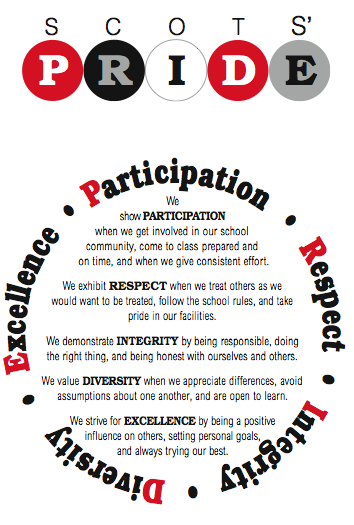 SCOTS'
PRIDE
Participation • Respect • Integrity • Diversity • Excellence •
We
show PARTICIPATION
when we get involved in our school
community, come to class prepared and
on time, and when we give consistent effort.
We exhibit RESPECT when we treat others as we
would want to be treated, follow the school rules, and take
pride in our facilities.
We demonstrate INTEGRITY by being responsible, doing
the right thing, and being honest with ourselves and others.
We value DIVERSITY when we appreciate differences, avoid
assumptions about one another, and are open to learn.
We strive for EXCELLENCE by being a positive
influence on others, setting personal goals,
and always trying our best.